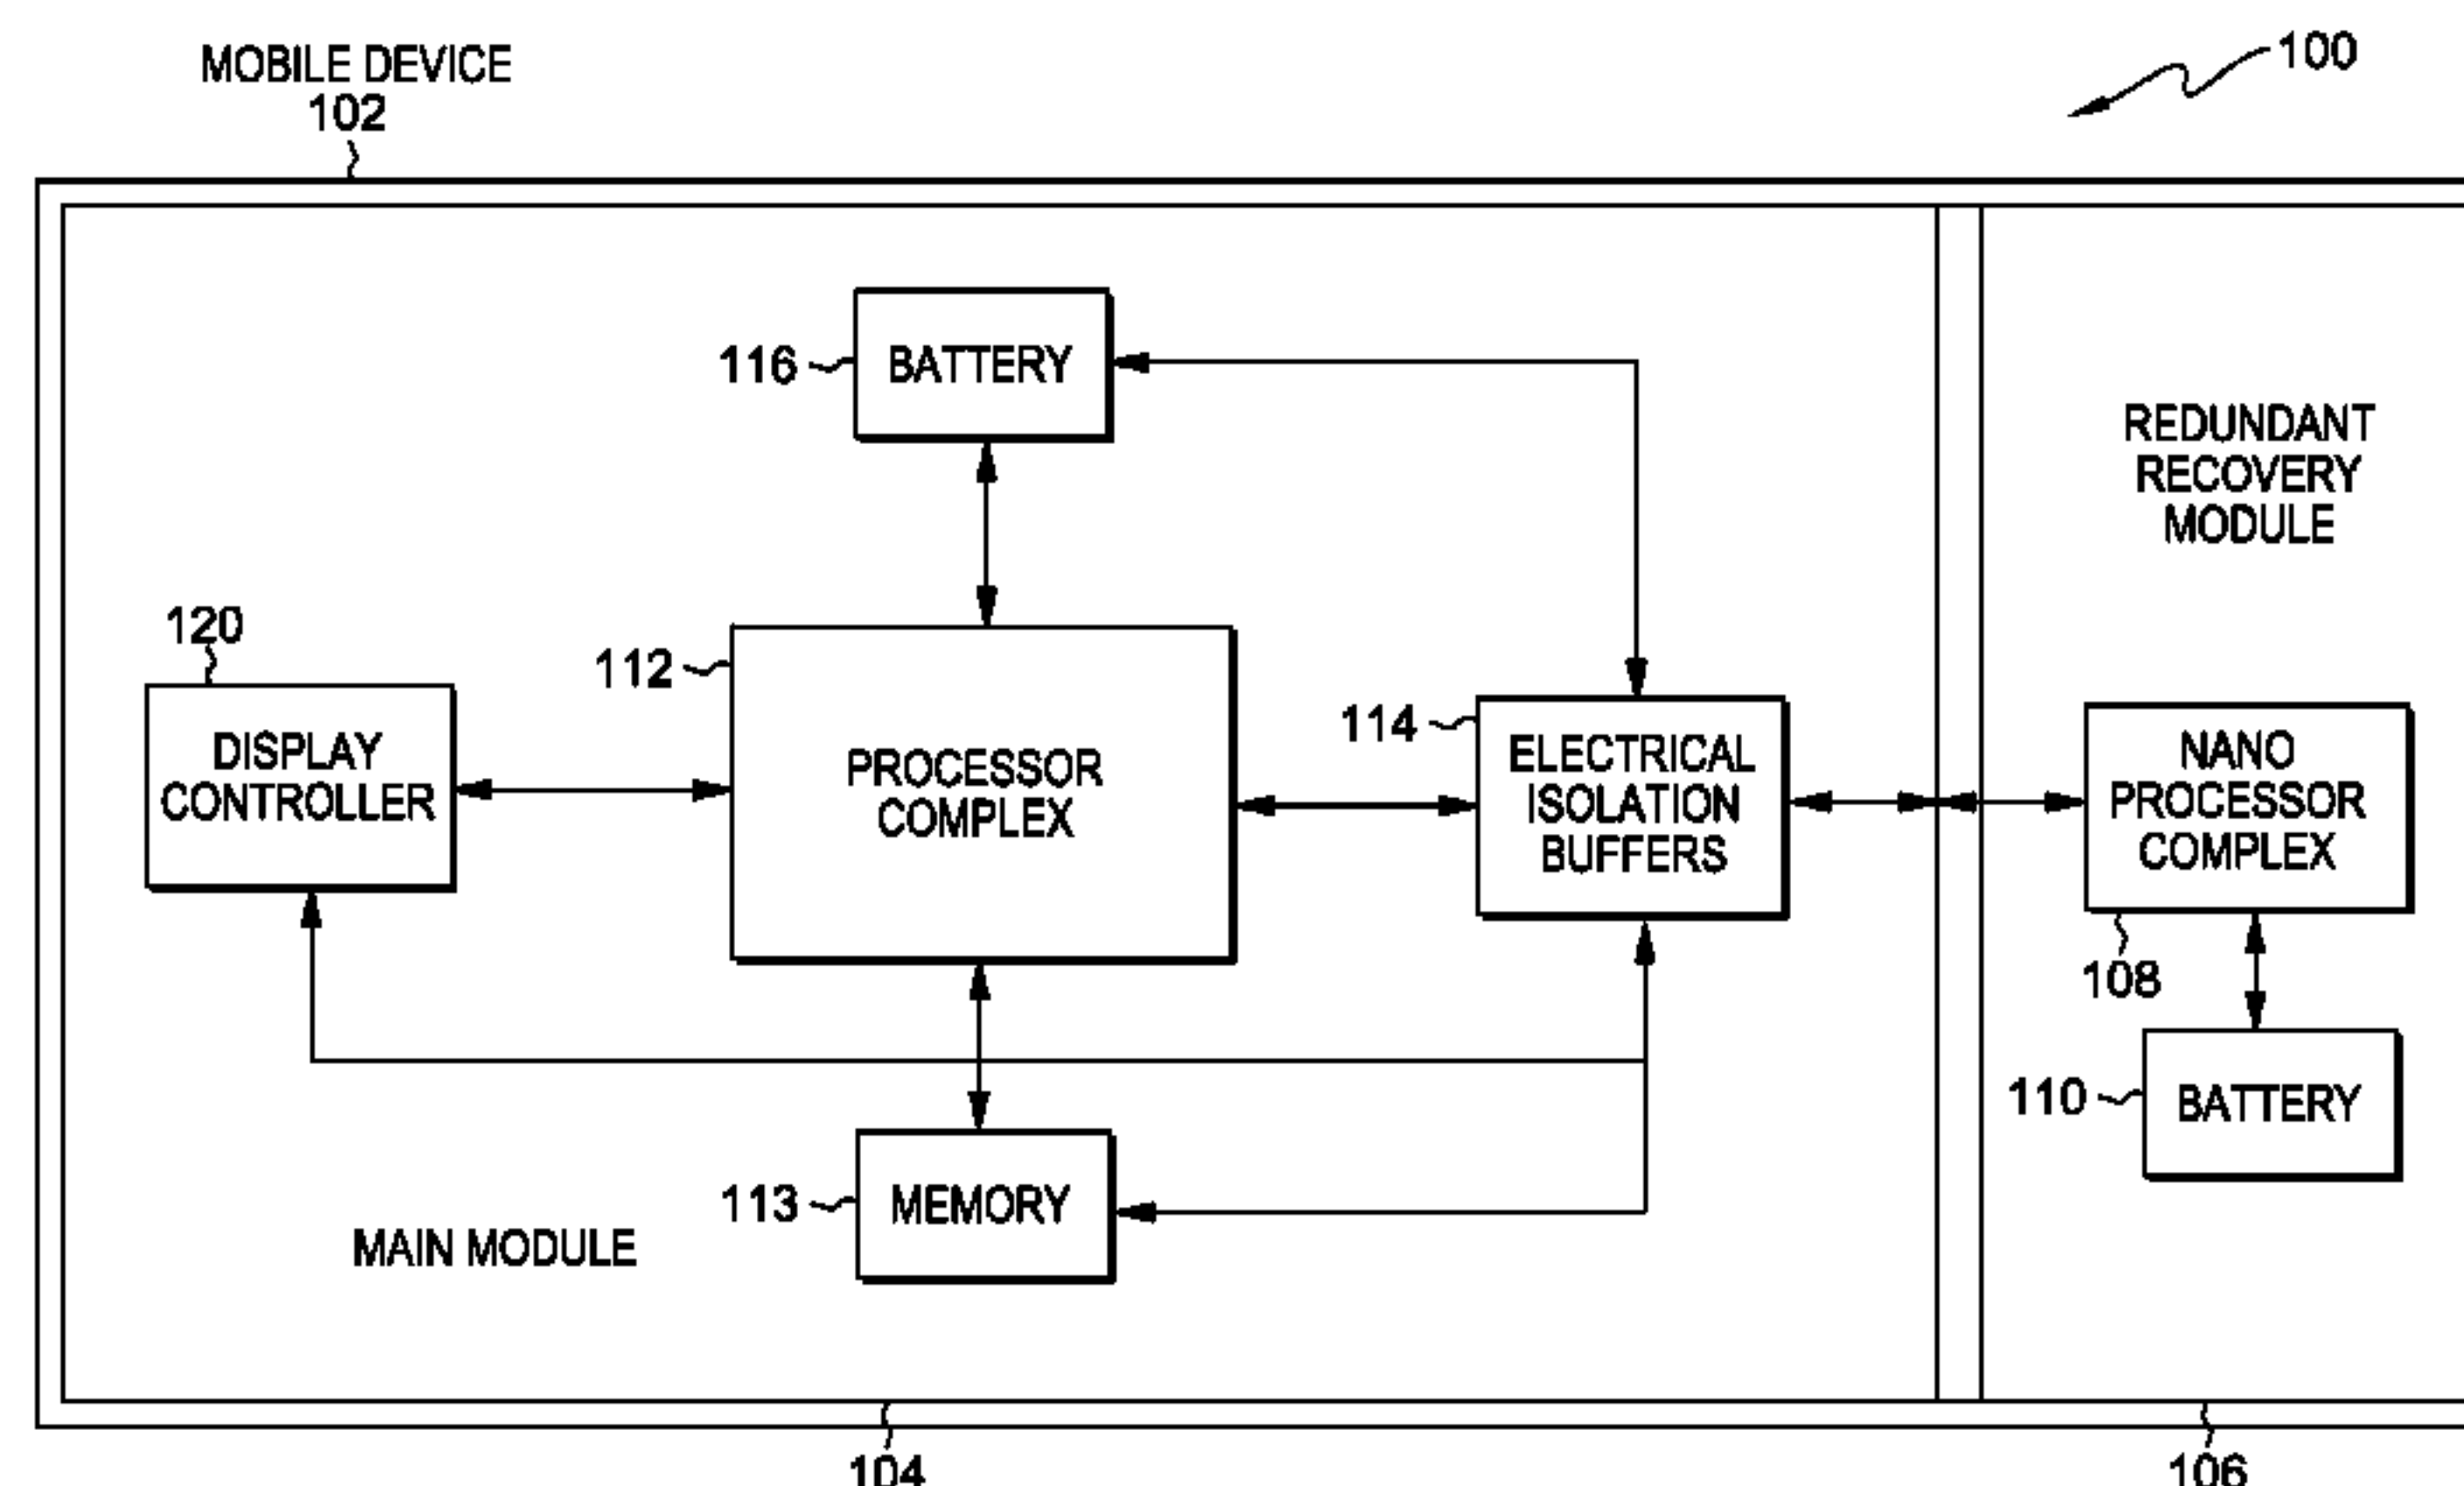 MOBILE DEVICE
102
100
116
BATTERY
REDUNDANT
RECOVERY
MODULE
120
112
114
DISPLAY
CONTROLLER
PROCESSOR
COMPLEX
ELECTRICAL
ISOLATION
BUFFERS
NANO
PROCESSOR
COMPLEX
108
110
BATTERY
113
MEMORY
MAIN MODULE
104
106